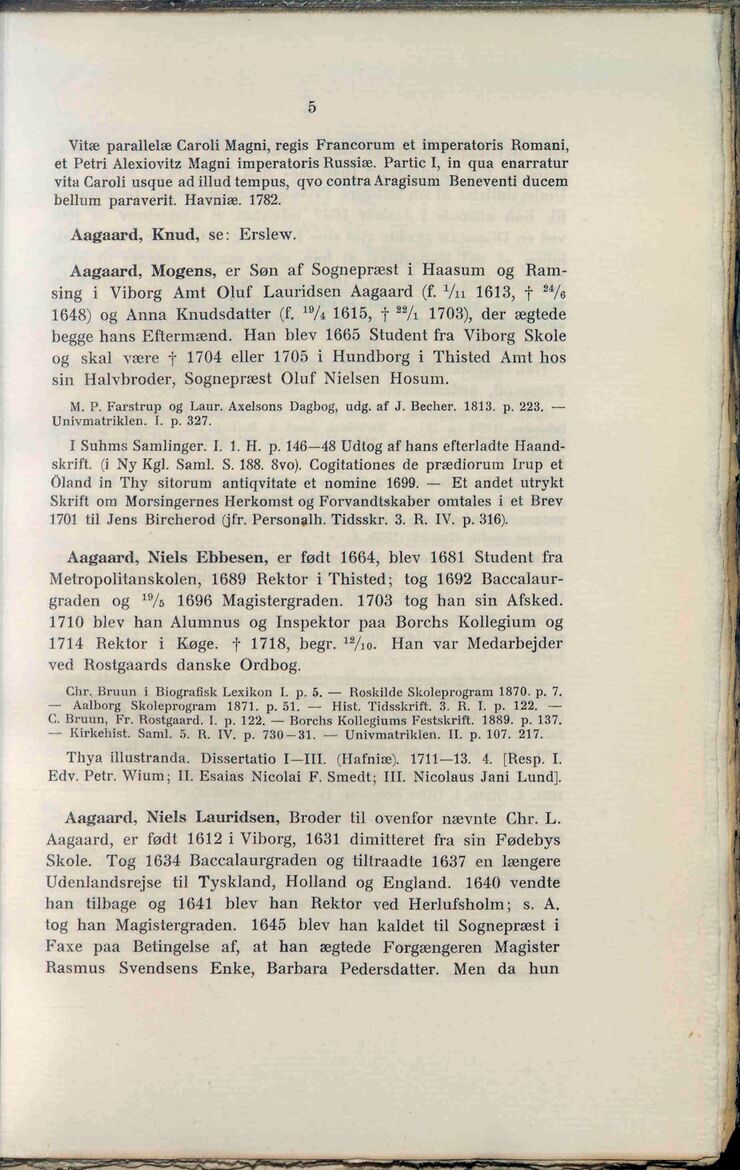 5
Vitæ parallelæ Caroli Magni, regis Francorum et imperatoris Romani,
et Petri Alexiovitz Magni imperatoris Russiæ. Partic I, in qua enarratur
vita Caroli usque ad illud tempus, qvo contra Aragisum Beneventi ducem
bellum paraverit. Havniæ. 1782.
Aagaard, Knud, se: Erslew.
Aagaard, Mogens, er Søn af Sognepræst i Haasum og Ram-
sing i Viborg Amt Oluf Lauridsen Aagaard (f. 1/11 1613, † 24/6
1648) og Anna Knudsdatter (f. 19/4 1615, † 22/1 1703), der ægtede
begge hans Eftermænd. Han blev 1665 Student fra Viborg Skole
og skal være † 1704 eller 1705 i Hundborg i Thisted Amt hos
sin Halvbroder, Sognepræst Oluf Nielsen Hosum.
M. P. Farstrup og Laur. Axelsons Dagbog, udg. af J. Becher. 1813. p. 223. —
Univmatriklen. I. p. 327.
I Suhms Samlinger. I. 1. H. p. 146—48 Udtog af hans efterladte Haand-
skrift. (i Ny Kgl. Saml. S. 188. 8vo). Cogitationes de prædiorum Irup et
Öland in Thy sitorum antiqvitate et nomine 1699. — Et andet utrykt
Skrift om Morsingernes Herkomst og Forvandtskaber omtales i et Brev
1701 til Jens Bircherod (jfr. Personalh. Tidsskr. 3. R. IV. p. 316).
Aagaard, Niels Ebbesen, er født 1664, blev 1681 Student fra
Metropolitanskolen, 1689 Rektor i Thisted; tog 1692 Baccalaur-
graden og 19/5 1696 Magistergraden. 1703 tog han sin Afsked.
1710 blev han Alumnus og Inspektor paa Borchs Kollegium og
1714 Rektor i Køge. † 1718, begr. 12/10. Han var Medarbejder
ved Rostgaards danske Ordbog.
Chr. Bruun i Biografisk Lexikon I. p. 5. — Roskilde Skoleprogram 1870. p. 7.
— Aalborg Skoleprogram 1871. p. 51. — Hist. Tidsskrift. 3. R. I. p. 122. —
C. Bruun, Fr. Rostgaard. I. p. 122. — Borchs Kollegiums Festskrift. 1889. p. 137.
— Kirkehist. Saml. 5. R. IV. p. 730—31. — Univmatriklen. II. p. 107. 217.
Thya illustranda. Dissertatio I—III. (Hafniæ). 1711—13. 4. [Resp. I.
Edv. Petr. Wium; II. Esaias Nicolai F. Smedt; III. Nicolaus Jani Lund].
Aagaard, Niels Lauridsen, Broder til ovenfor nævnte Chr. L.
Aagaard, er født 1612 i Viborg, 1631 dimitteret fra sin Fødebys
Skole. Tog 1634 Baccalaurgraden og tiltraadte 1637 en længere
Udenlandsrejse til Tyskland, Holland og England. 1640 vendte
han tilbage og 1641 blev han Rektor ved Herlufsholm; s. A.
tog han Magistergraden. 1645 blev han kaldet til Sognepræst i
Faxe paa Betingelse af, at han ægtede Forgængeren Magister
Rasmus Svendsens Enke, Barbara Pedersdatter. Men da hun